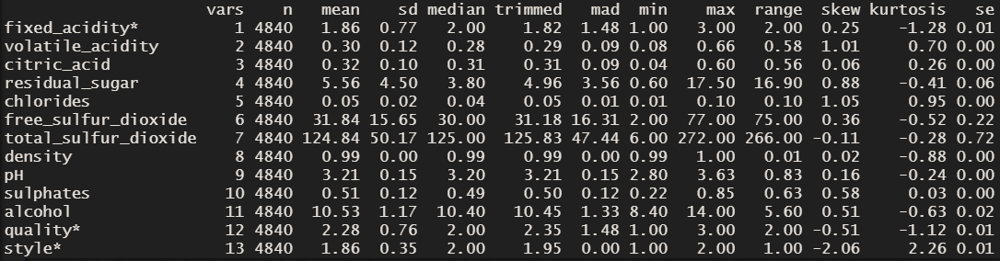 vars n mean sd median trimmed mad min max range skew kurtosis se
fixed_acidity* 1 4840 1.86 0.77 2.00 1.82 1.48 1.00 3.00 2.00 0.25 -1.28 0.01
volatile_acidity 2 4840 0.30 0.12 0.28 0.29 0.09 0.08 0.66 0.58 1.01 0.70 0.00
citric_acid 3 4840 0.32 0.10 0.31 0.31 0.09 0.04 0.60 0.56 0.06 0.26 0.00
residual_sugar 4 4840 5.56 4.50 3.80 4.96 3.56 0.60 17.50 16.90 0.88 -0.41 0.06
chlorides 5 4840 0.05 0.02 0.04 0.05 0.01 0.01 0.10 0.10 1.05 0.95 0.00
free_sulfur_dioxide 6 4840 31.84 15.65 30.00 31.18 16.31 2.00 77.00 75.00 0.36 -0.52 0.22
total_sulfur_dioxide 7 4840 124.84 50.17 125.00 125.83 47.44 6.00 272.00 266.00 -0.11 -0.28 0.72
density 8 4840 0.99 0.00 0.99 0.99 0.00 0.99 1.00 0.01 0.02 -0.88 0.00
pH 9 4840 3.21 0.15 3.20 3.21 0.15 2.80 3.63 0.83 0.16 -0.24 0.00
sulphates 10 4840 0.51 0.12 0.49 0.50 0.12 0.22 0.85 0.63 0.58 0.03 0.00
alcohol 11 4840 10.53 1.17 10.40 10.45 1.33 8.40 14.00 5.60 0.51 -0.63 0.02
quality* 12 4840 2.28 0.76 2.00 2.35 1.48 1.00 3.00 2.00 -0.51 -1.12 0.01
style* 13 4840 1.86 0.35 2.00 1.95 0.00 1.00 2.00 1.00 -2.06 2.26 0.01